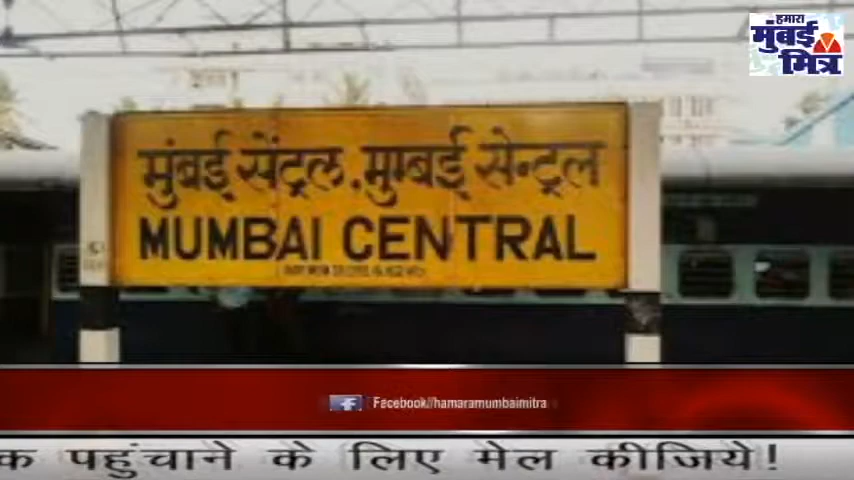 हमारा
मुंबई
मित्र
मुंबई सेंट्रल. मुम्बई सेन्ट्रल
MUMBAI CENTRAL
Facebook//hamaramumbaimitra
क पहुंचाने के लिए मेल कीजिये!